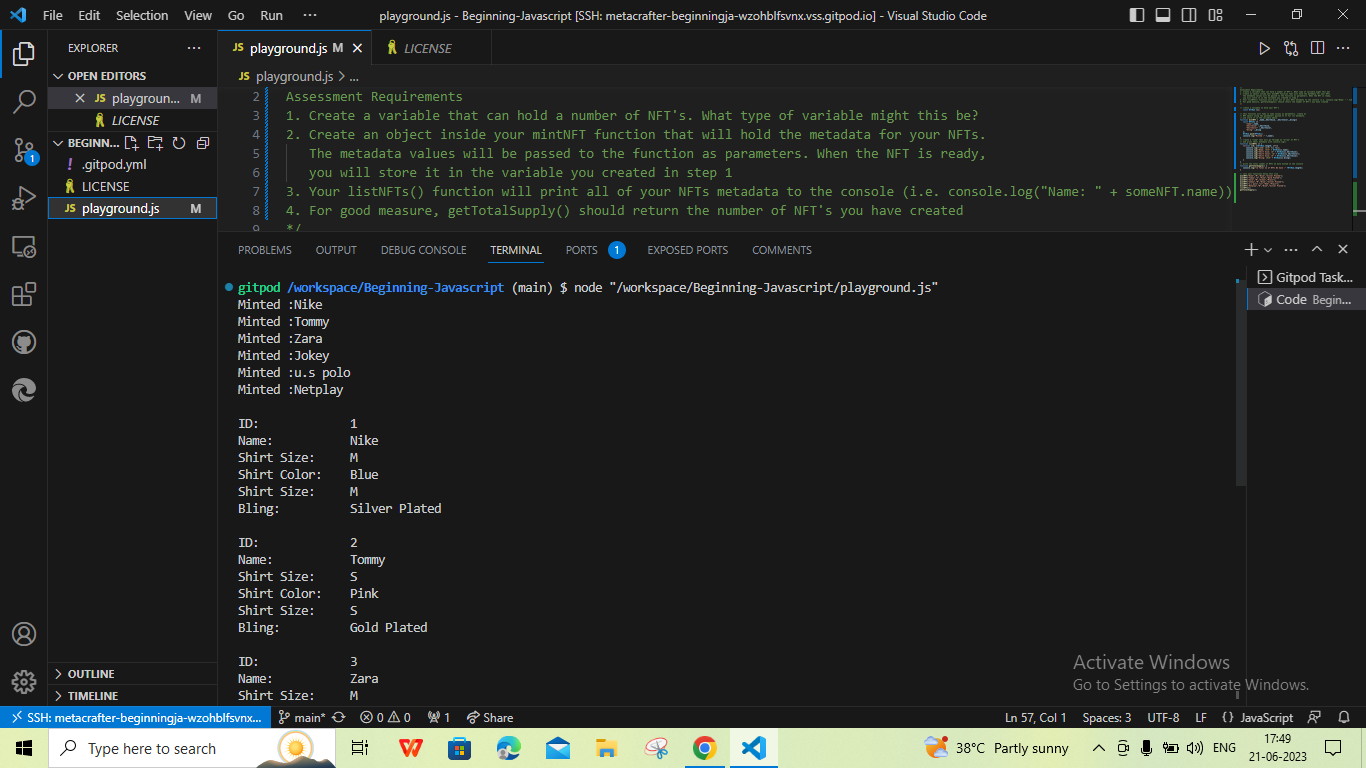 File Edit Selection View Go Run ··· playground.js - Beginning-Javascript [SSH: metacrafter-beginningja-wzohblfsvnx.vss.gitpod.io] - Visual Studio Code
EXPLORER ···
JS playground.js M
LICENSE
OPEN EDITORS
JS playgroun... M
LICENSE
BEGINN...
! .gitpod.yml
LICENSE
JS playground.js M
OUTLINE
TIMELINE
1
JS playground.js > ...
2 Assessment Requirements
3 1. Create a variable that can hold a number of NFT's. What type of variable might this be?
4 2. Create an object inside your mintNFT function that will hold the metadata for your NFTs.
5 The metadata values will be passed to the function as parameters. When the NFT is ready,
6 you will store it in the variable you created in step 1
7 3. Your listNFTs() function will print all of your NFTs metadata to the console (i.e. console.log("Name: " + someNFT.name))
8 4. For good measure, getTotalSupply() should return the number of NFT's you have created
9 */
PROBLEMS OUTPUT DEBUG CONSOLE TERMINAL PORTS 1 EXPOSED PORTS COMMENTS
Gitpod Task...
Code Begin...
gitpod /workspace/Beginning-Javascript (main) $ node "/workspace/Beginning-Javascript/playground.js"
Minted :Nike
Minted :Tommy
Minted :Zara
Minted :Jokey
Minted :u.s polo
Minted :Netplay
ID: 1
Name: Nike
Shirt Size: M
Shirt Color: Blue
Shirt Size: M
Bling: Silver Plated
ID: 2
Name: Tommy
Shirt Size: S
Shirt Color: Pink
Shirt Size: S
Bling: Gold Plated
ID: 3
Name: Zara
Shirt Size: M
Activate Windows
Go to Settings to activate Windows.
SSH: metacrafter-beginningja-wzohblfsvnx... main* 0 0 1 Share Ln 57, Col 1 Spaces: 3 UTF-8 LF {} JavaScript
Type here to search 38°C Partly sunny ENG 17:49
21-06-2023